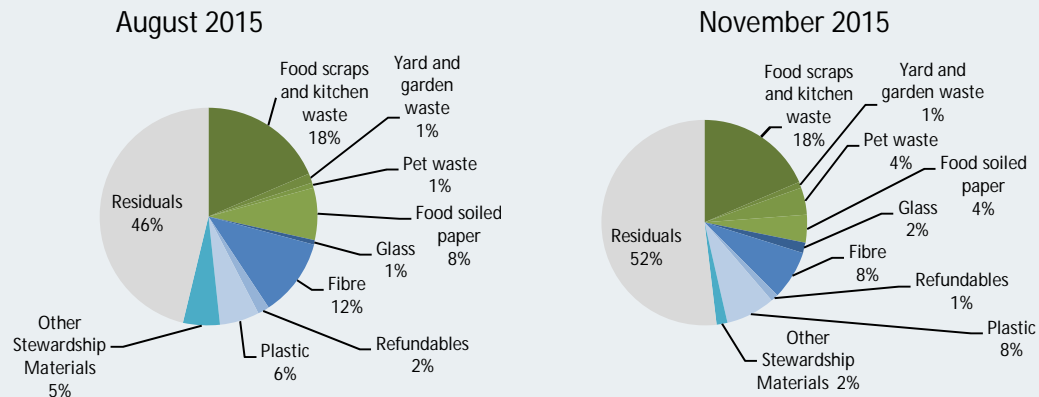 August 2015
Food scraps
and kitchen
waste
18%
Yard and
garden
waste
1%
Pet waste
1%
Food soiled
paper
8%
Glass
1%
Fibre
12%
Refundables
2%
Plastic
6%
Other
Stewardship
Materials
5%
Residuals
46%
November 2015
Food scraps
and kitchen
waste
18%
Yard and
garden waste
1%
Pet waste
4%
Food soiled
paper
4%
Glass
2%
Fibre
8%
Refundables
1%
Plastic
8%
Other
Stewardship
Materials 2%
Residuals
52%